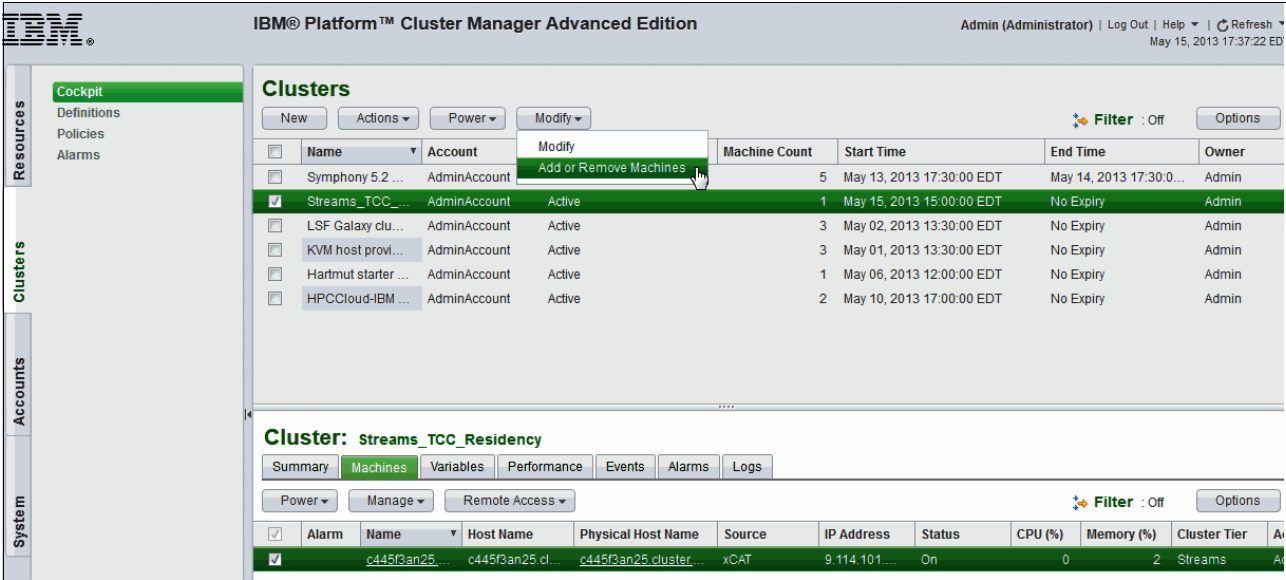 IBM®
IBM® Platform™ Cluster Manager Advanced Edition
Admin (Administrator) | Log Out | Help | Refresh
May 15, 2013 17:37:22 ED
Resources
Clusters
Accounts
System
Cockpit
Definitions
Policies
Alarms
Clusters
New Actions Power Modify Filter : Off Options
Modify
Add or Remove Machines
Name Account Machine Count Start Time End Time Owner
Symphony 5.2 ... AdminAccount 5 May 13, 2013 17:30:00 EDT May 14, 2013 17:30:0... Admin
Streams_TCC_... AdminAccount Active 1 May 15, 2013 15:00:00 EDT No Expiry Admin
LSF Galaxy clu... AdminAccount Active 3 May 02, 2013 13:30:00 EDT No Expiry Admin
KVM host provi... AdminAccount Active 3 May 01, 2013 13:30:00 EDT No Expiry Admin
Hartmut starter ... AdminAccount Active 1 May 06, 2013 12:00:00 EDT No Expiry Admin
HPCCloud-IBM ... AdminAccount Active 2 May 10, 2013 17:00:00 EDT No Expiry Admin
Cluster: Streams_TCC_Residency
Summary Machines Variables Performance Events Alarms Logs
Power Manage Remote Access Filter : Off Options
Alarm Name Host Name Physical Host Name Source IP Address Status CPU (%) Memory (%) Cluster Tier A
c445f3an25.... c445f3an25.cl... c445f3an25.cluster.... xCAT 9.114.101.... On 0 2 Streams A